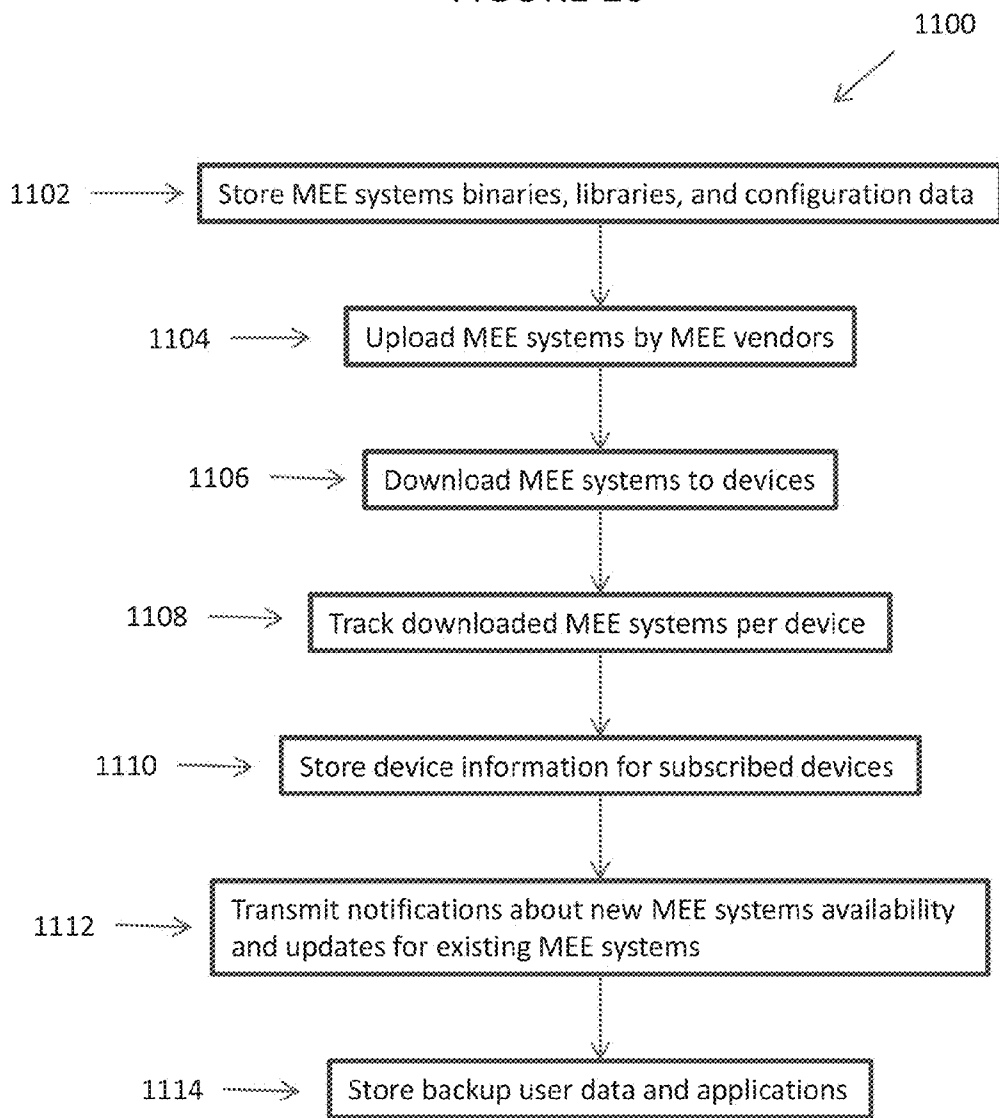 1100
1102
Store MEE systems binaries, libraries, and configuration data
1104
Upload MEE systems by MEE vendors
1106
Download MEE systems to devices
1108
Track downloaded MEE systems per device
1110
Store device information for subscribed devices
1112
Transmit notifications about new MEE systems availability
and updates for existing MEE systems
1114
Store backup user data and applications